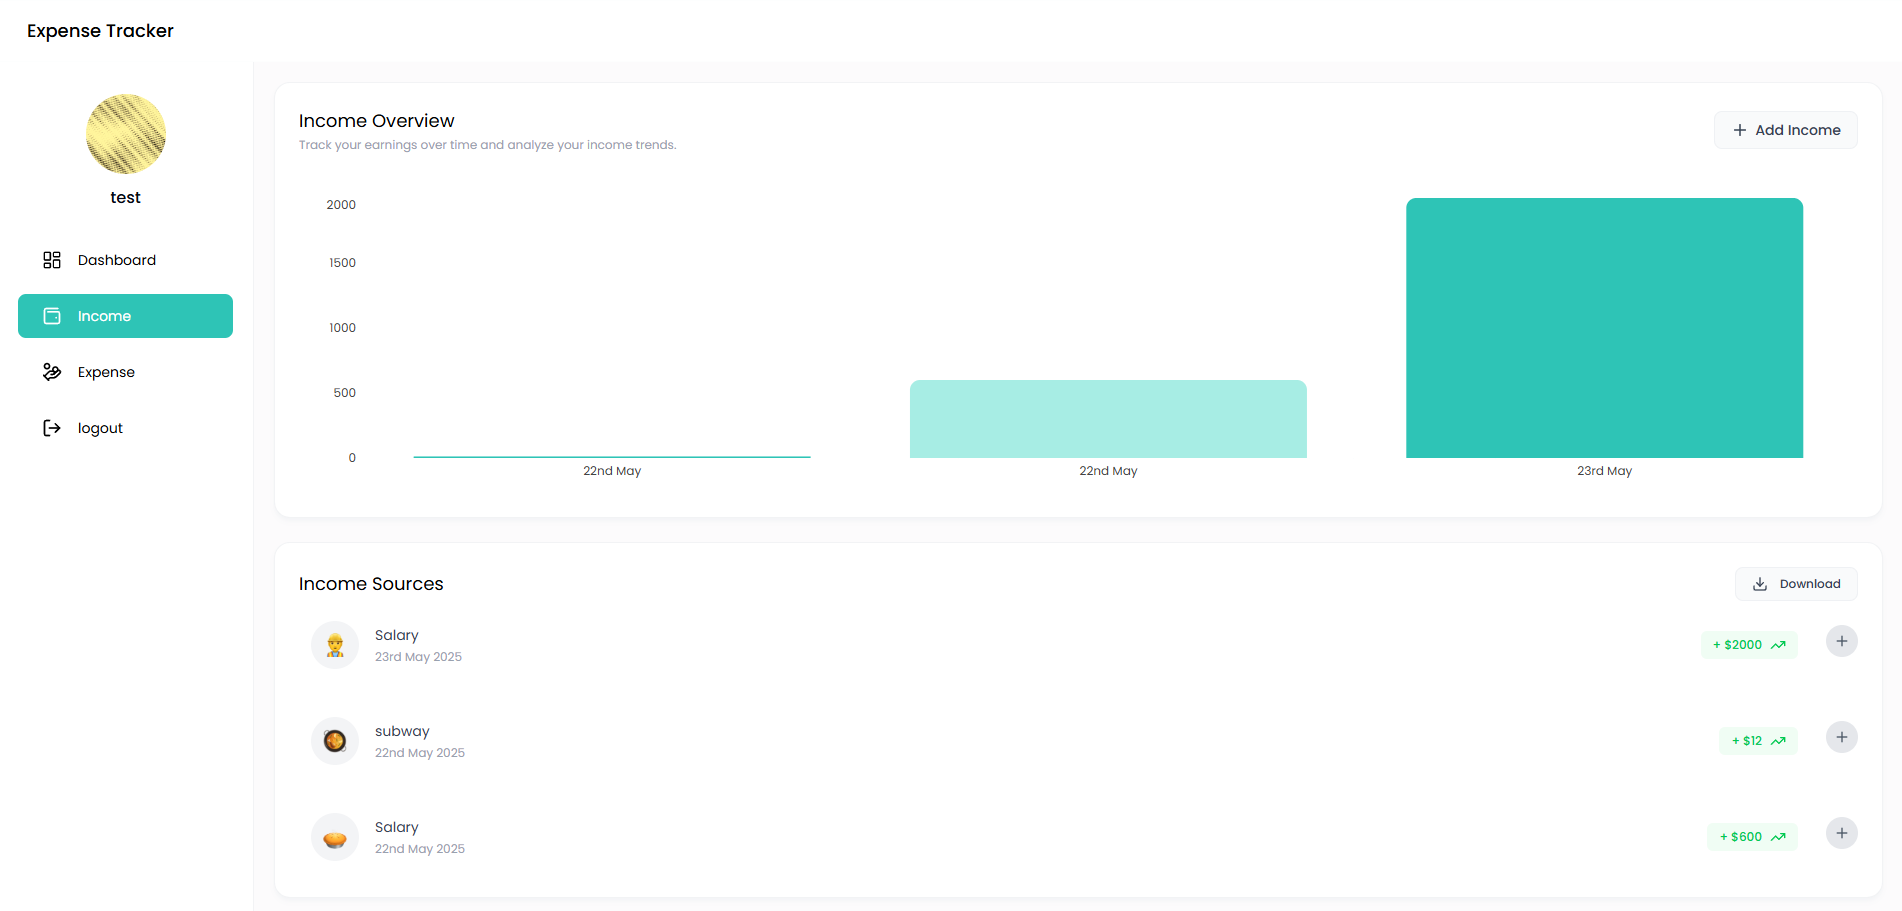 Expense Tracker
test
Dashboard
Income
Expense
logout
Income Overview
Track your earnings over time and analyze your income trends.
Add Income
2000
1500
1000
500
0
22nd May
22nd May
23rd May
Income Sources
Download
Salary
23rd May 2025
+ $2000
subway
22nd May 2025
+ $12
Salary
22nd May 2025
+ $600